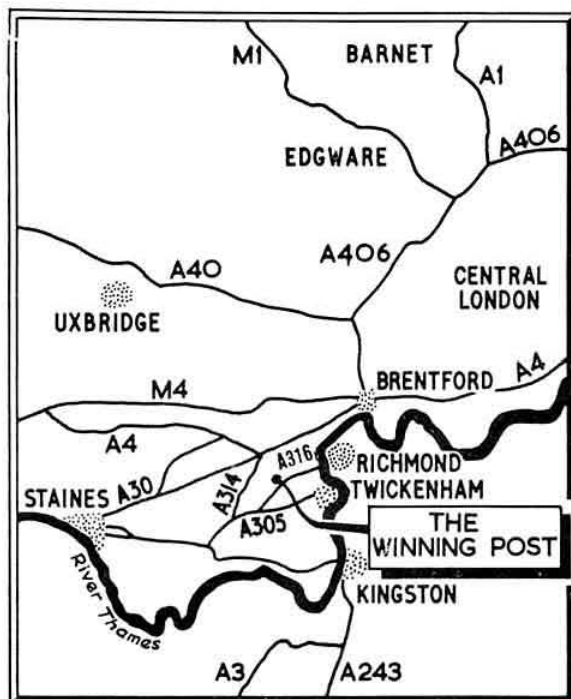 M1
BARNET
A1
A406
EDGWARE
A406
A40
CENTRAL
LONDON
UXBRIDGE
BRENTFORD
A4
M4
A4
A316
RICHMOND
TWICKENHAM
STAINES
A30
A314
A305
THE
WINNING POST
KINGSTON
River Thames
A3
A243